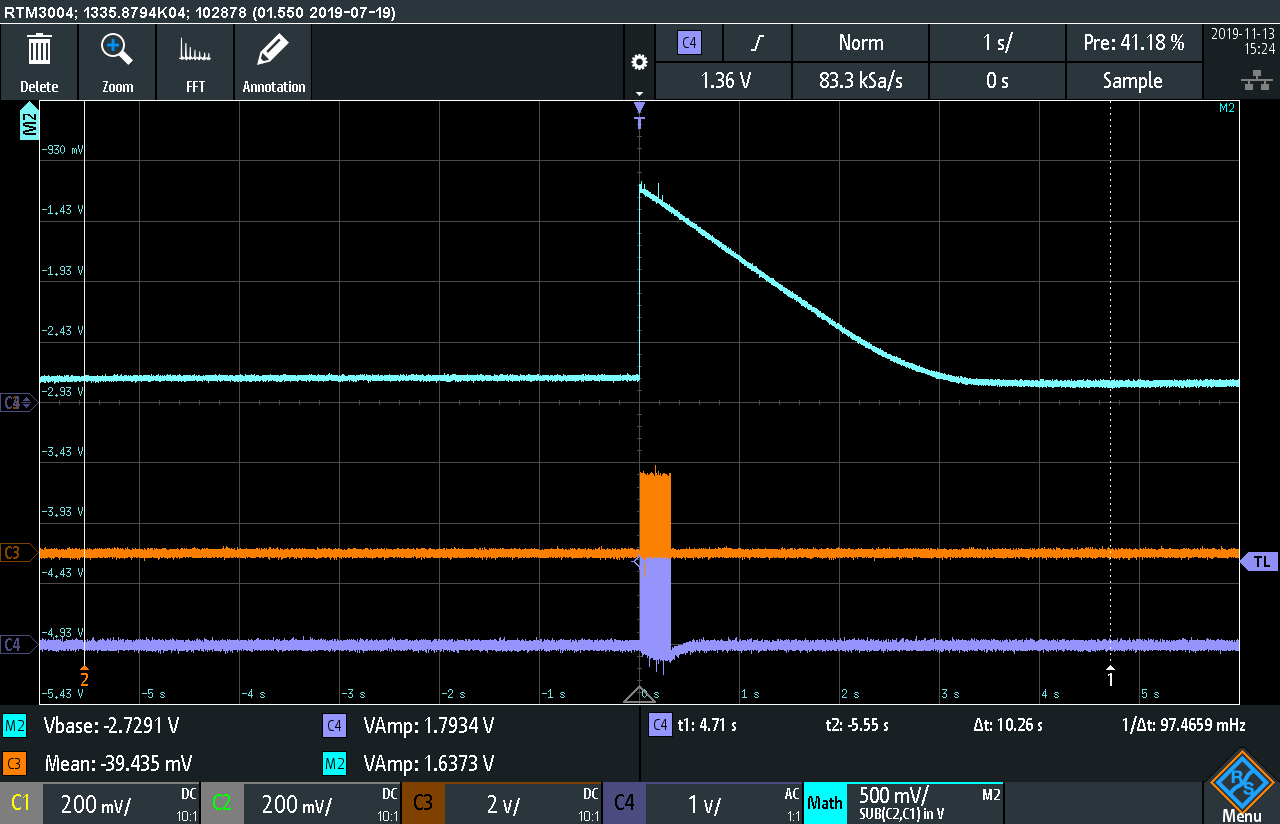 RTM3004; 1335.8794K04; 102878 (01.550 2019-07-19)
Delete
Zoom
FFT
Annotation
C4
Norm
1 s/
Pre: 41.18 %
2019-11-13
15:24
1.36 V
83.3 kSa/s
0 s
Sample
M2
T
M2
-930 mV
-1.43 V
-1.93 V
-2.43 V
-2.93 V
-3.43 V
C3
-3.93 V
-4.43 V
TL
C4
-4.93 V
2
1
-5.43 V
-5 s
-4 s
-3 s
-2 s
-1 s
0 s
1 s
2 s
3 s
4 s
5 s
M2 Vbase: -2.7291 V
C4 VAmp: 1.7934 V
C4 t1: 4.71 s t2: -5.55 s Δt: 10.26 s 1/Δt: 97.4659 mHz
C3 Mean: -39.435 mV
M2 VAmp: 1.6373 V
C1 200 mV/ DC 10:1
C2 200 mV/ DC 10:1
C3 2 V/ DC 10:1
C4 1 V/ AC 1:1
Math 500 mV/ M2
SUB(C2,C1) in V
R&S
Menu